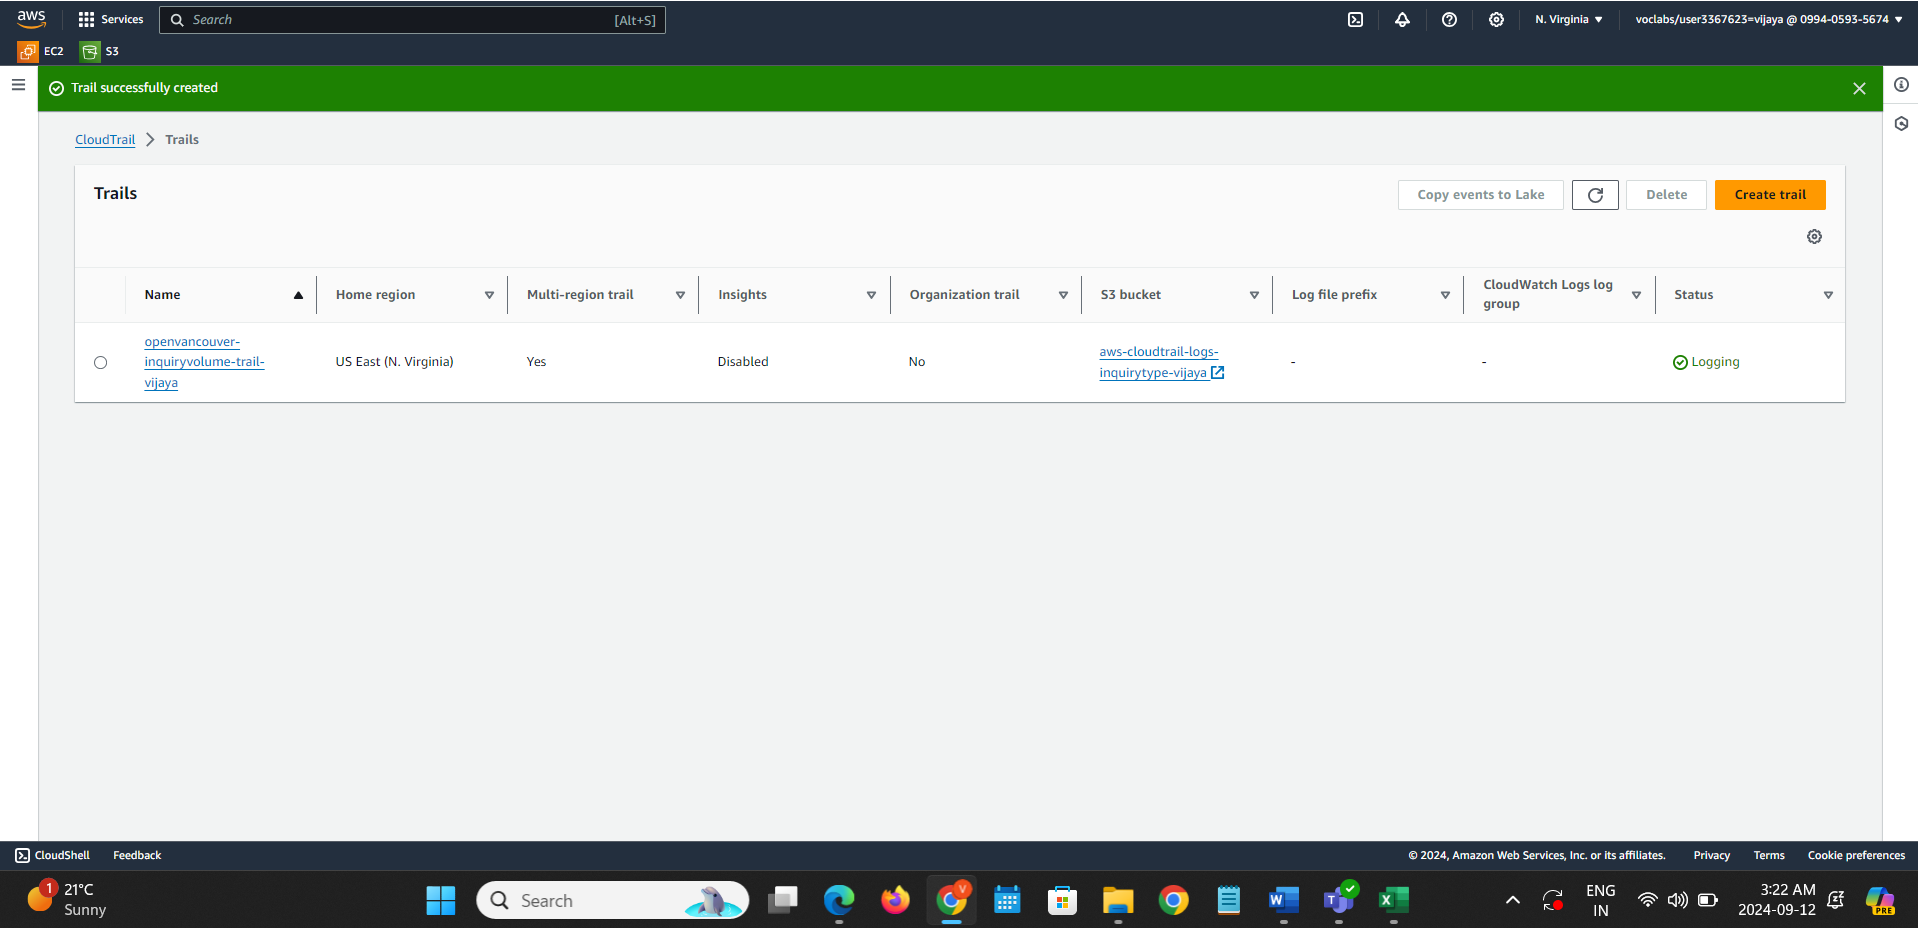 aws
Services
Search
[Alt+S]
N. Virginia
voclabs/user3367623=vijaya @ 0994-0593-5674
EC2
S3
Trail successfully created
CloudTrail
Trails
Trails
Copy events to Lake
Delete
Create trail
Name
Home region
Multi-region trail
Insights
Organization trail
S3 bucket
Log file prefix
CloudWatch Logs log
group
Status
openvancouver-
inquiryvolume-trail-
vijaya
US East (N. Virginia)
Yes
Disabled
No
aws-cloudtrail-logs-
inquirytype-vijaya
-
-
Logging
CloudShell
Feedback
© 2024, Amazon Web Services, Inc. or its affiliates.
Privacy
Terms
Cookie preferences
1
21°C
Sunny
Search
V
W
T
X
ENG
IN
3:22 AM
2024-09-12
PRE